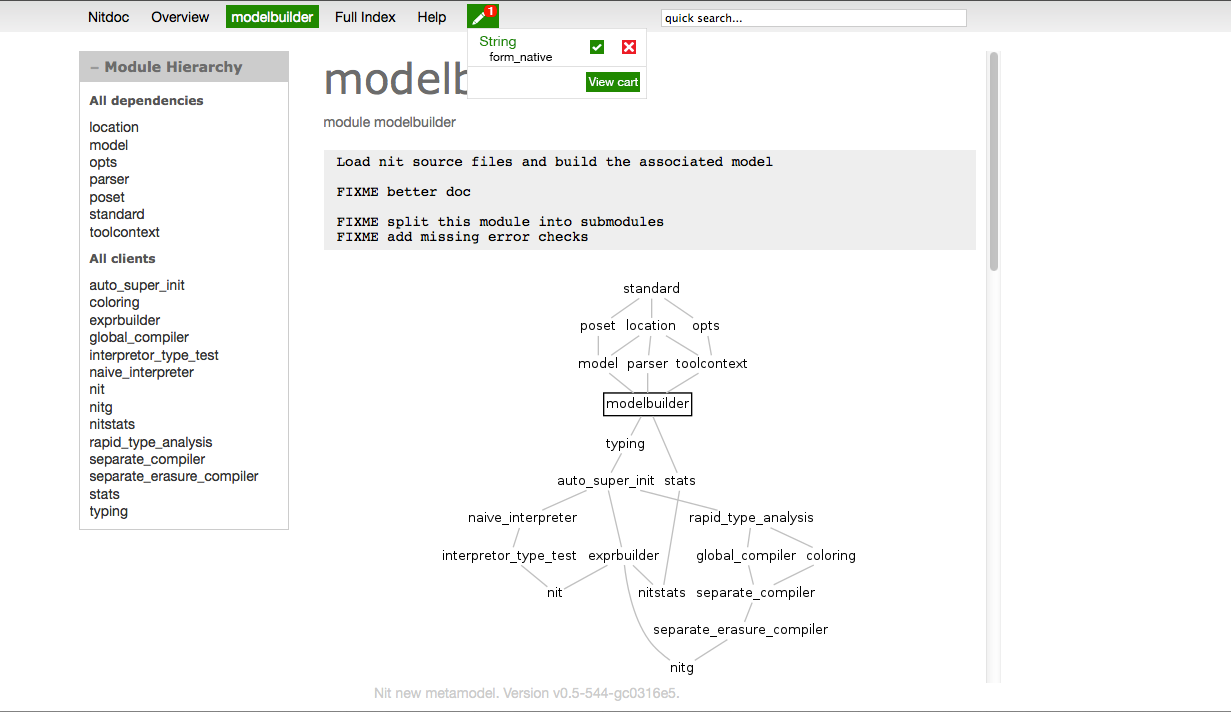 Nitdoc Overview modelbuilder Full Index Help 1 quick search...
String
form_native
View cart
– Module Hierarchy
All dependencies
location
model
opts
parser
poset
standard
toolcontext
All clients
auto_super_init
coloring
exprbuilder
global_compiler
interpretor_type_test
naive_interpreter
nit
nitg
nitstats
rapid_type_analysis
separate_compiler
separate_erasure_compiler
stats
typing
module modelbuilder
Load nit source files and build the associated model
FIXME better doc
FIXME split this module into submodules
FIXME add missing error checks
standard
poset location opts
model parser toolcontext
modelbuilder
typing
auto_super_init stats
naive_interpreter rapid_type_analysis
interpretor_type_test exprbuilder global_compiler coloring
nit nitstats separate_compiler
separate_erasure_compiler
nitg
Nit new metamodel. Version v0.5-544-gc0316e5.